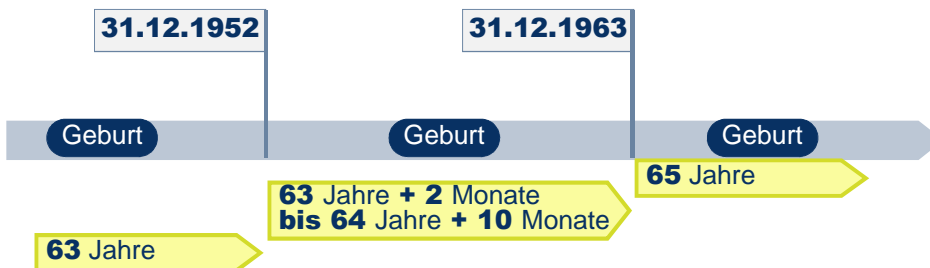 31.12.1952
31.12.1963
Geburt
Geburt
Geburt
65 Jahre
63 Jahre + 2 Monate
bis 64 Jahre + 10 Monate
63 Jahre